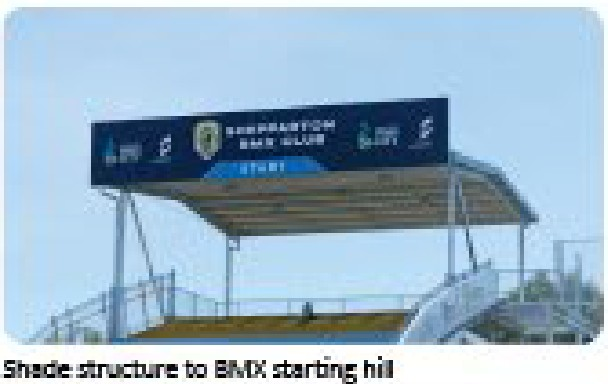 SHEPPARTON
BMX CLUB
START
Shade structure to BMX starting hill